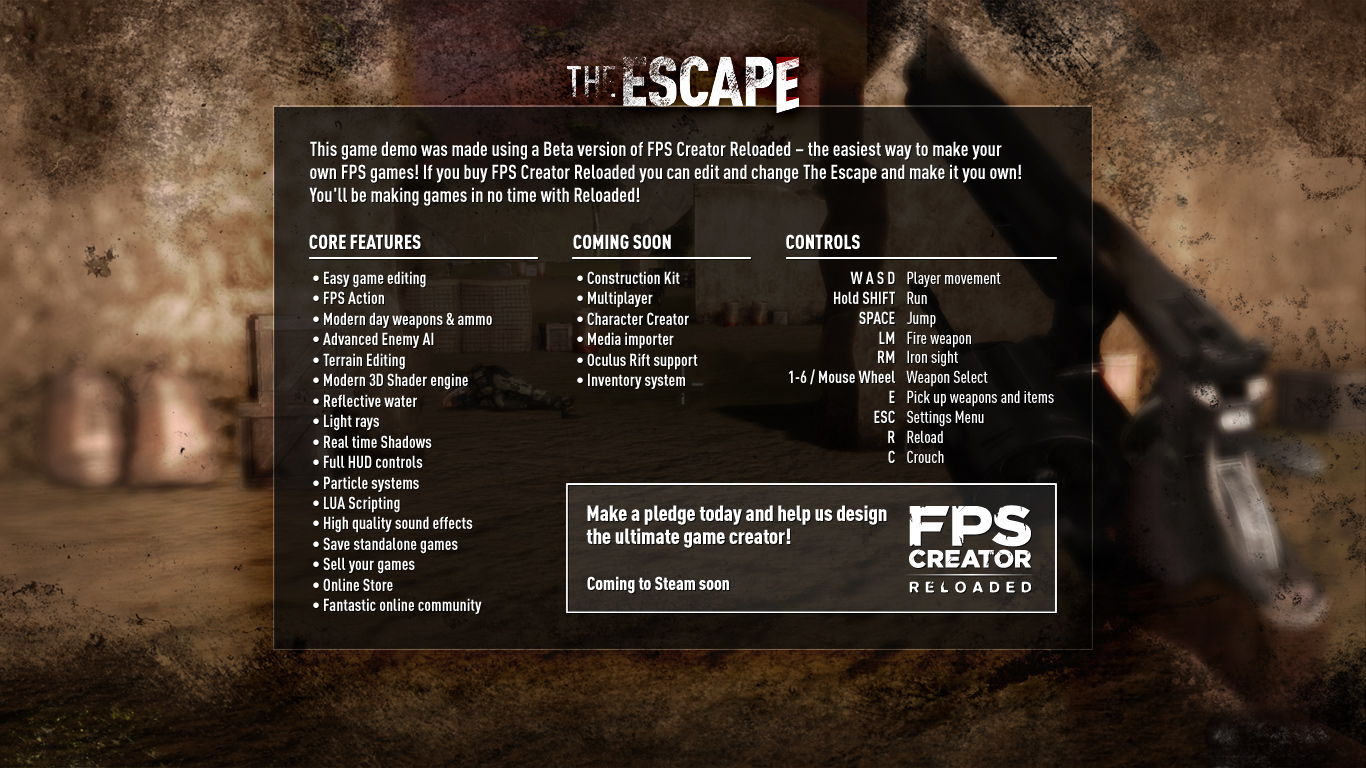 THE ESCAPE
This game demo was made using a Beta version of FPS Creator Reloaded – the easiest way to make your
own FPS games! If you buy FPS Creator Reloaded you can edit and change The Escape and make it you own!
You'll be making games in no time with Reloaded!
CORE FEATURES
• Easy game editing
• FPS Action
• Modern day weapons & ammo
• Advanced Enemy AI
• Terrain Editing
• Modern 3D Shader engine
• Reflective water
• Light rays
• Real time Shadows
• Full HUD controls
• Particle systems
• LUA Scripting
• High quality sound effects
• Save standalone games
• Sell your games
• Online Store
• Fantastic online community
COMING SOON
• Construction Kit
• Multiplayer
• Character Creator
• Media importer
• Oculus Rift support
• Inventory system
CONTROLS
W A S D Player movement
Hold SHIFT Run
SPACE Jump
LM Fire weapon
RM Iron sight
1-6 / Mouse Wheel Weapon Select
E Pick up weapons and items
ESC Settings Menu
R Reload
C Crouch
Make a pledge today and help us design
the ultimate game creator!
Coming to Steam soon
FPS
CREATOR
RELOADED